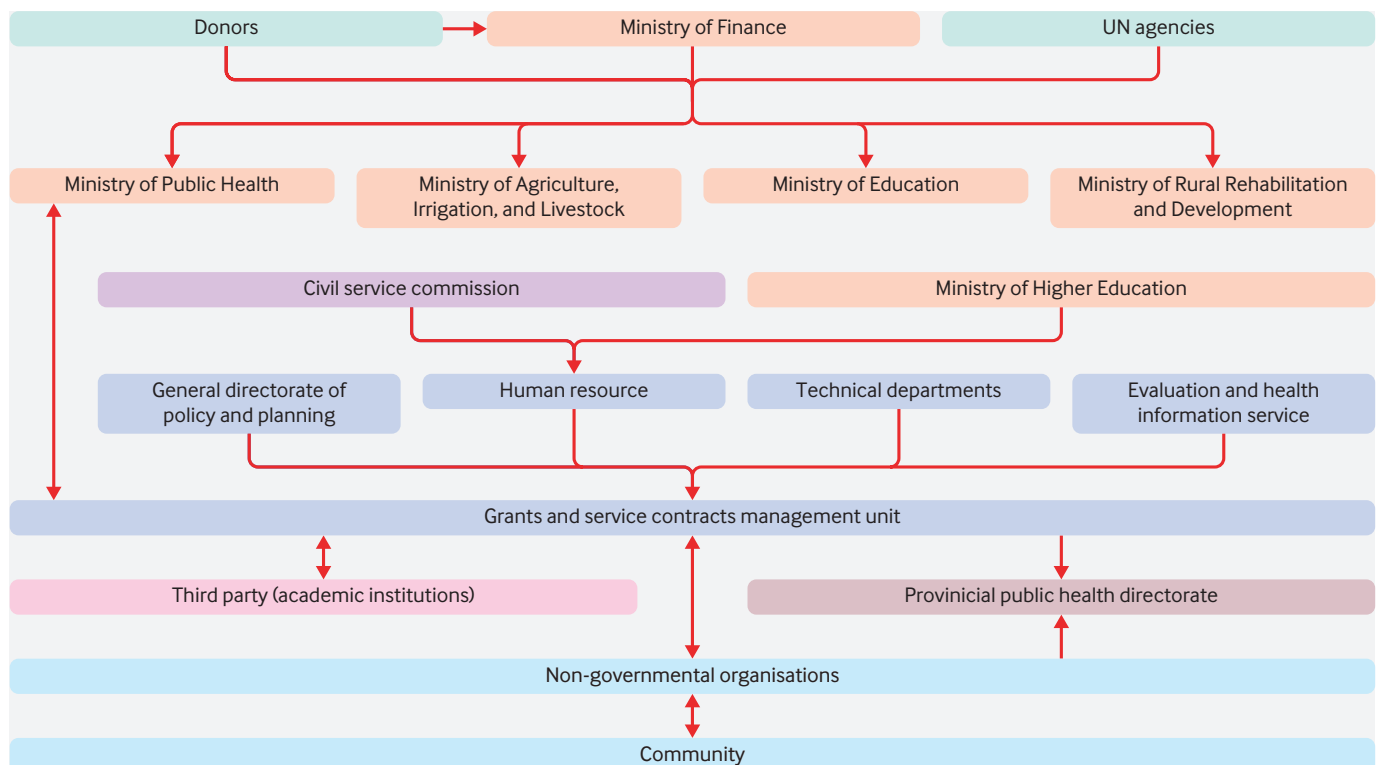 Donors
Ministry of Finance
UN agencies
Ministry of Public Health
Ministry of Agriculture,
Irrigation, and Livestock
Ministry of Education
Ministry of Rural Rehabilitation
and Development
Civil service commission
Ministry of Higher Education
General directorate of
policy and planning
Human resource
Technical departments
Evaluation and health
information service
Grants and service contracts management unit
Third party (academic institutions)
Provinicial public health directorate
Non-governmental organisations
Community